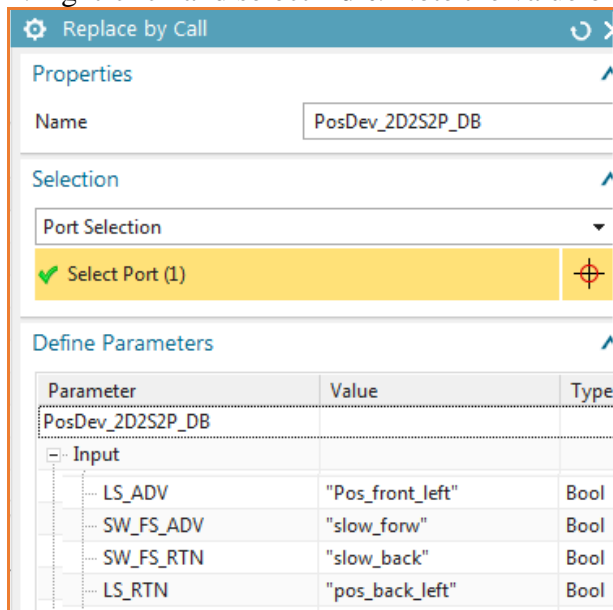 Replace by Call
Properties
Name PosDev_2D2S2P_DB
Selection
Port Selection
Select Port (1)
Define Parameters
Parameter Value Type
PosDev_2D2S2P_DB
Input
LS_ADV "Pos_front_left" Bool
SW_FS_ADV "slow_forw" Bool
SW_FS_RTN "slow_back" Bool
LS_RTN "pos_back_left" Bool